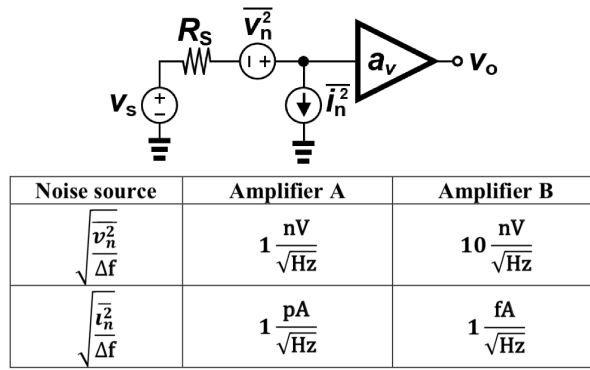 R_S
v_n^2
+
a_v
v_o
v_s
+
−
i_n^2
Noise source Amplifier A Amplifier B
√(v_n^2/Δf) 1 nV/√Hz 10 nV/√Hz
√(i_n^2/Δf) 1 pA/√Hz 1 fA/√Hz